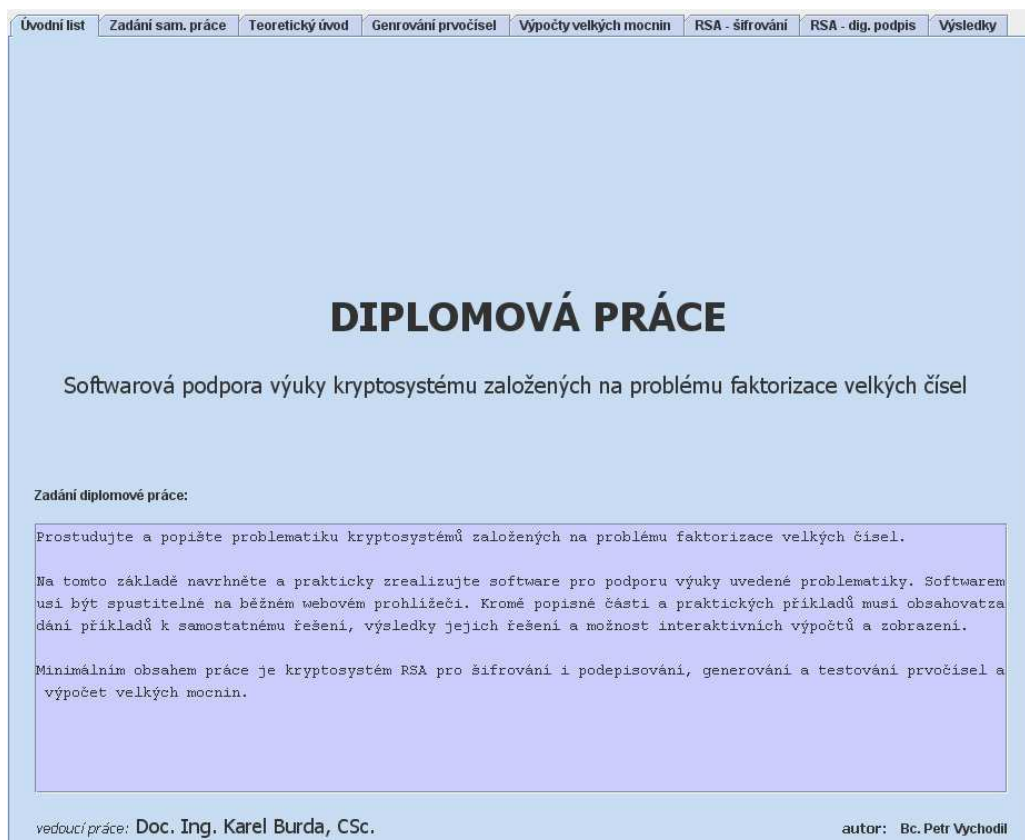 Úvodní list Zadání sam. práce Teoretický úvod Genrování prvočísel Výpočty velkých mocnin RSA - šifrování RSA - dig. podpis Výsledky
DIPLOMOVÁ PRÁCE
Softwarová podpora výuky kryptosystému založených na problému faktorizace velkých čísel
Zadání diplomové práce:
Prostudujte a popište problematiku kryptosystémů založených na problému faktorizace velkých čísel.
Na tomto základě navrhněte a prakticky zrealizujte software pro podporu výuky uvedené problematiky. Softwarem
usí být spustitelné na běžném webovém prohlížeči. Kromě popisné části a praktických příkladů musí obsahovatza
dání příkladů k samostatnému řešení, výsledky jejich řešení a možnost interaktivních výpočtů a zobrazení.
Minimálním obsahem práce je kryptosystém RSA pro šifrování i podepisování, generování a testování prvočísel a
výpočet velkých mocnin.
vedoucí práce: Doc. Ing. Karel Burda, CSc. autor: Bc. Petr Vychodil